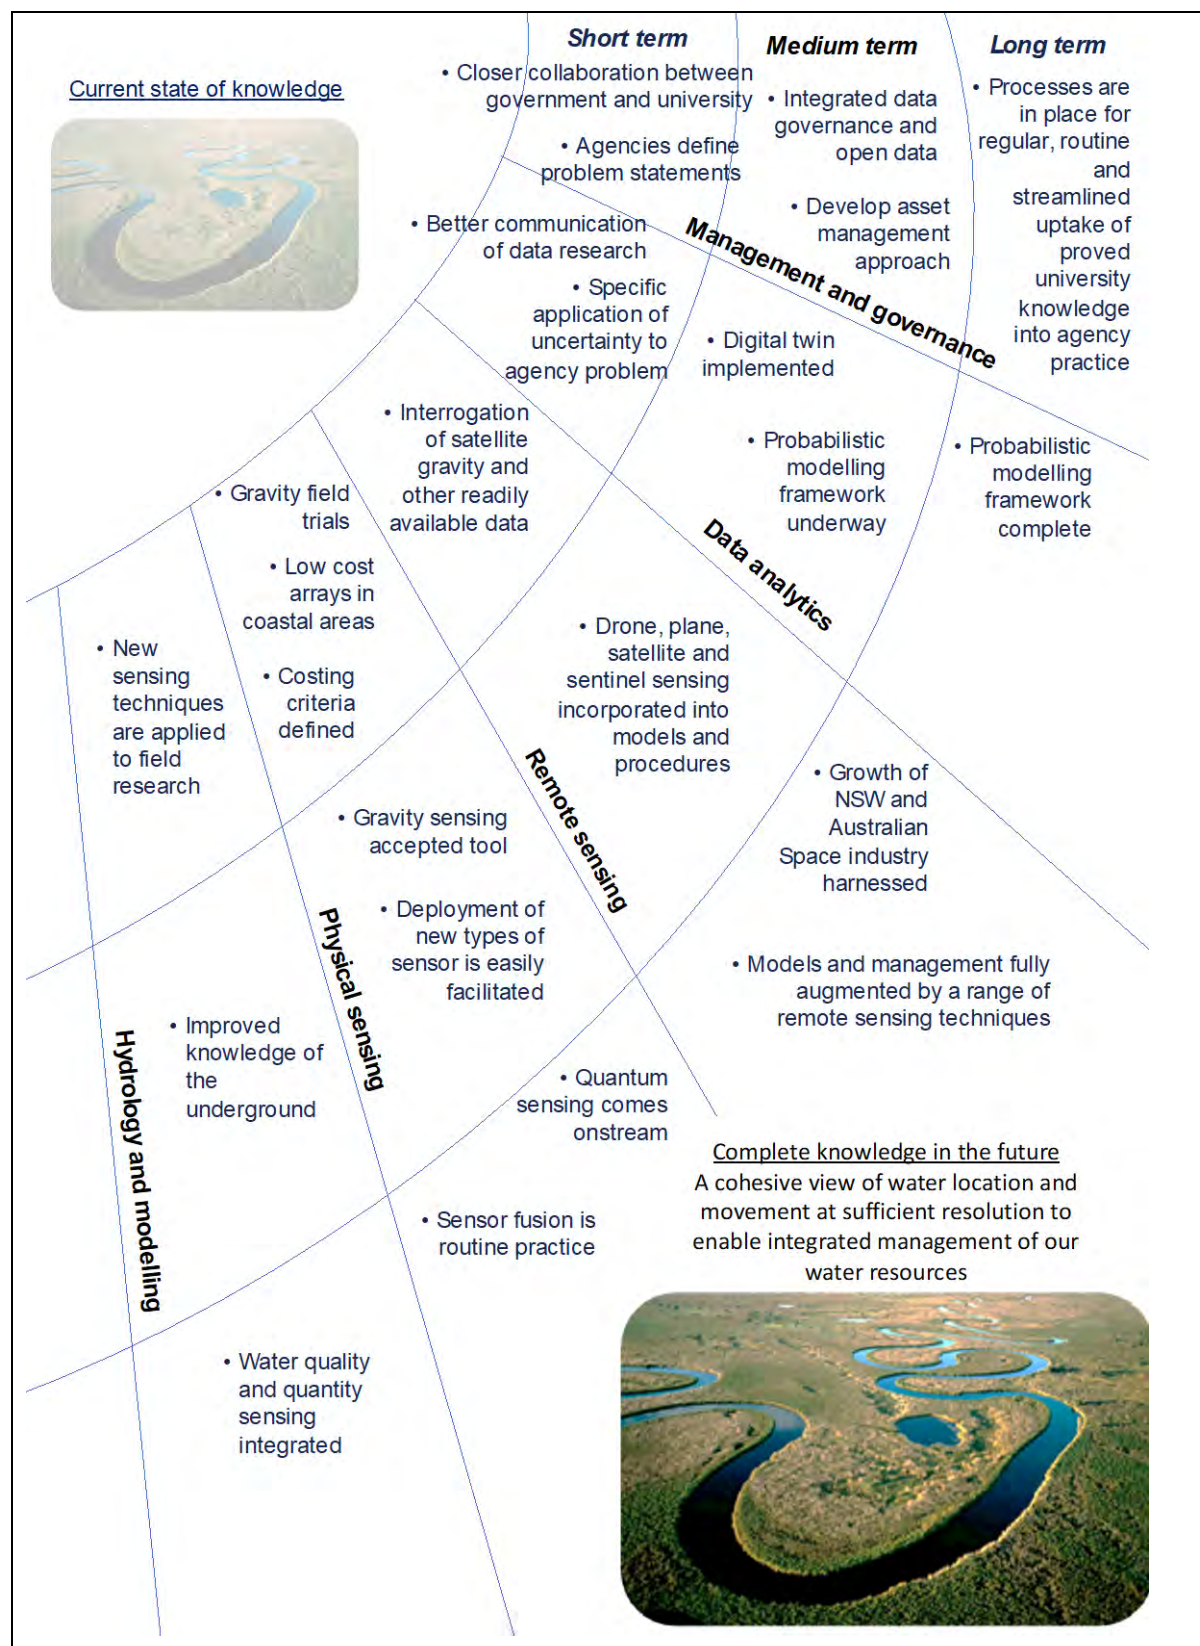 Current state of knowledge
Short term
• Closer collaboration between
government and university
• Agencies define
problem statements
Medium term
• Integrated data
governance and
open data
• Develop asset
management
approach
Long term
• Processes are
in place for
regular, routine
and
streamlined
uptake of
proved
university
knowledge
into agency
practice
Management and governance
• Better communication
of data research
• Specific
application of
uncertainty to
agency problem
• Digital twin
implemented
• Probabilistic
modelling
framework
underway
• Probabilistic
modelling
framework
complete
Data analytics
• Interrogation
of satellite
gravity and
other readily
available data
• Drone, plane,
satellite and
sentinel sensing
incorporated into
models and
procedures
• Growth of
NSW and
Australian
Space industry
harnessed
• Models and management fully
augmented by a range of
remote sensing techniques
Remote sensing
• Gravity field
trials
• Low cost
arrays in
coastal areas
• Costing
criteria
defined
• Gravity sensing
accepted tool
• Deployment of
new types of
sensor is easily
facilitated
• Quantum
sensing comes
onstream
• Sensor fusion is
routine practice
Physical sensing
• New
sensing
techniques
are applied
to field
research
• Improved
knowledge of
the
underground
• Water quality
and quantity
sensing
integrated
Hydrology and modelling
Complete knowledge in the future
A cohesive view of water location and
movement at sufficient resolution to
enable integrated management of our
water resources